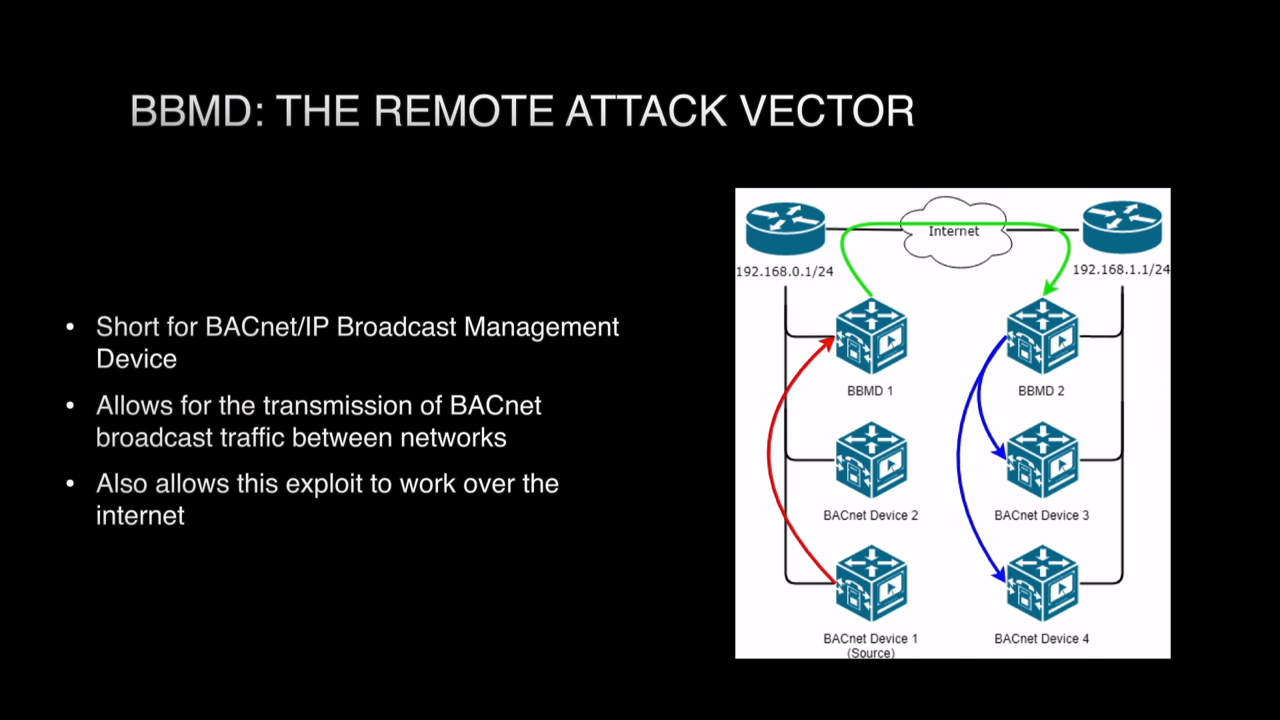 BBMD: THE REMOTE ATTACK VECTOR
• Short for BACnet/IP Broadcast Management
Device
• Allows for the transmission of BACnet
broadcast traffic between networks
• Also allows this exploit to work over the
internet
Internet
192.168.0.1/24
192.168.1.1/24
BBMD 1
BBMD 2
BACnet Device 2
BACnet Device 3
BACnet Device 1
(Source)
BACnet Device 4